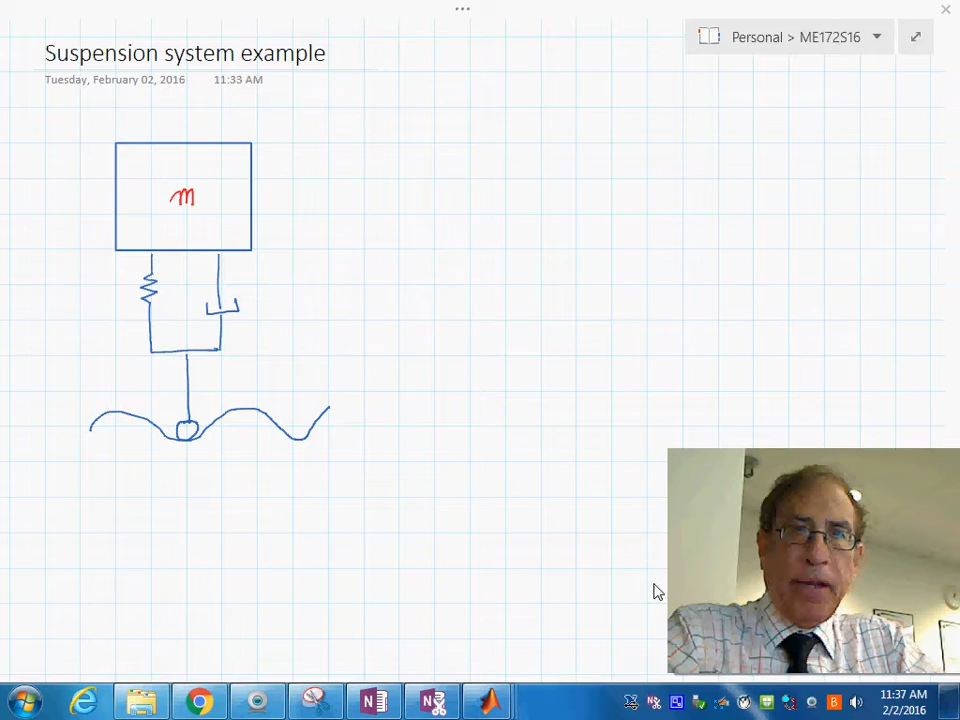 Suspension system example
Personal > ME172S16
Tuesday, February 02, 2016 11:33 AM
m
11:37 AM
2/2/2016